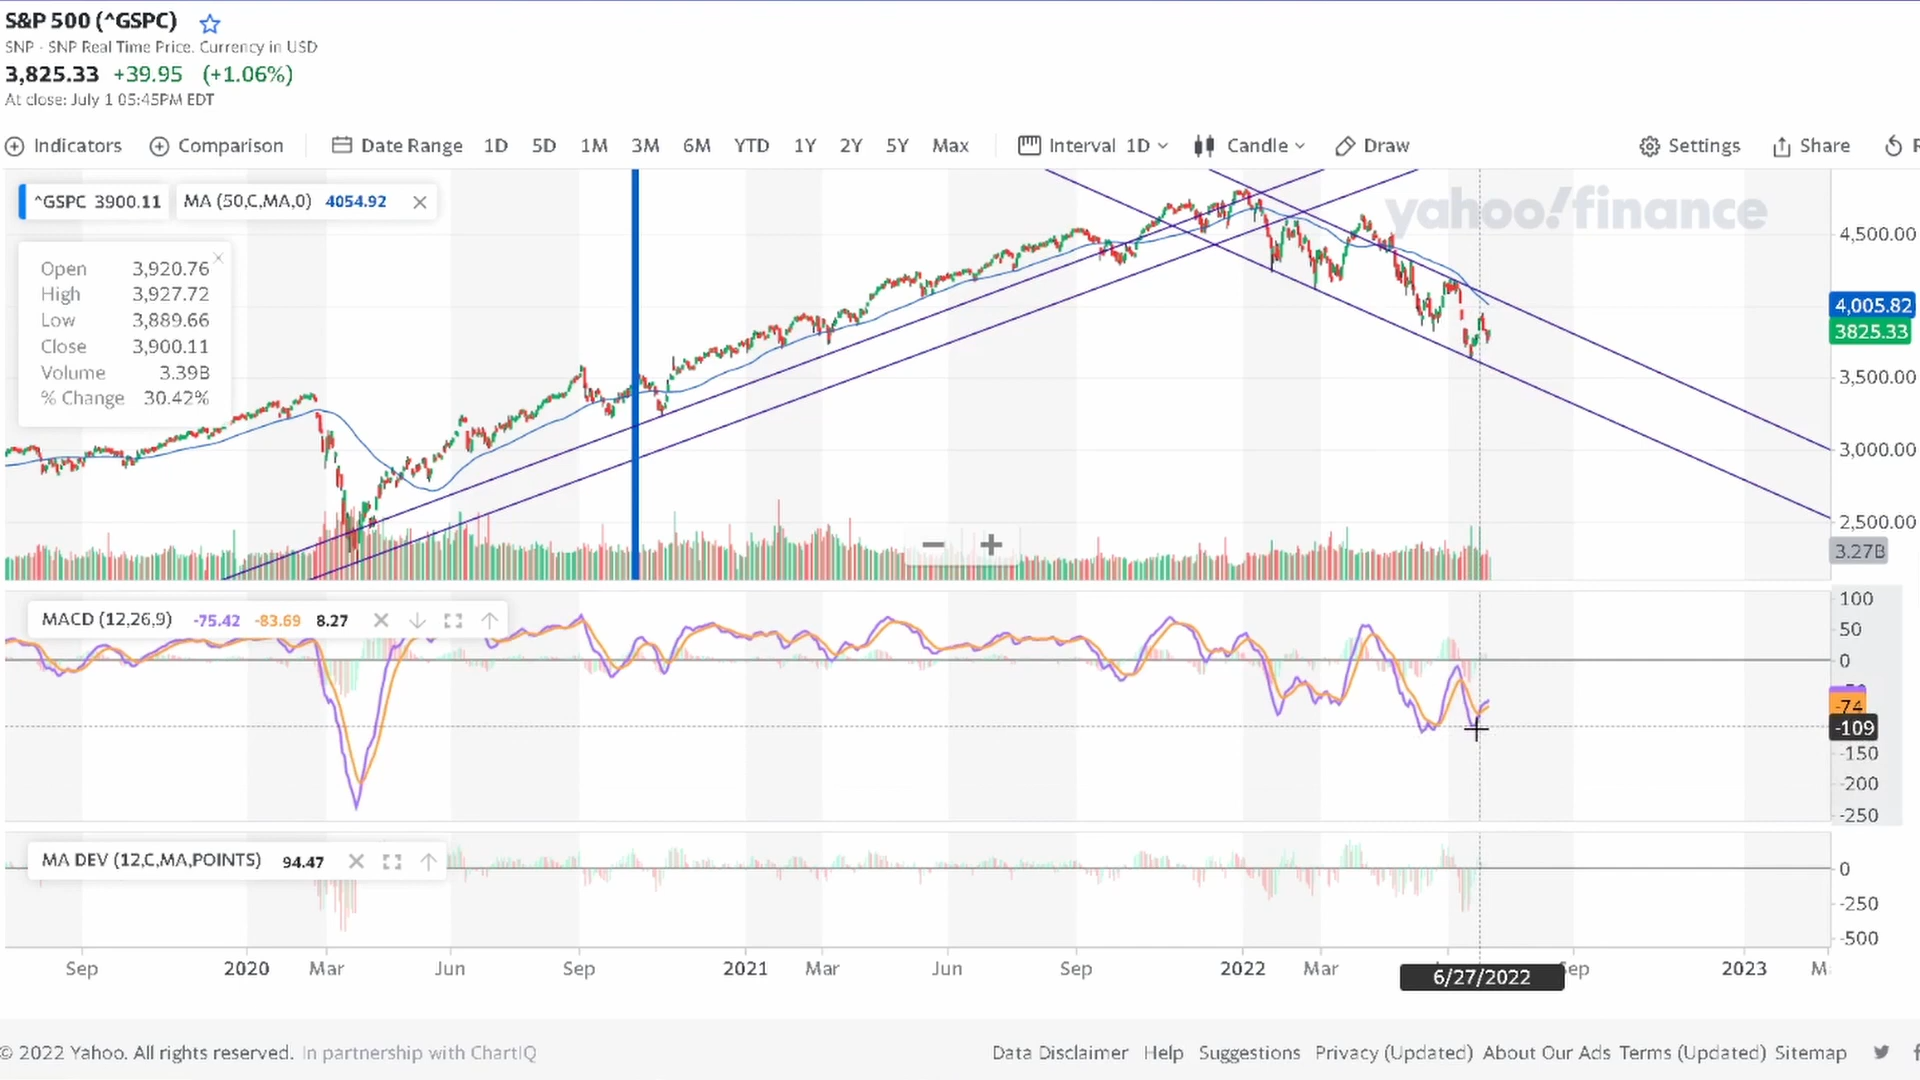 S&P 500 (^GSPC)
SNP - SNP Real Time Price. Currency in USD
3,825.33 +39.95 (+1.06%)
At close: July 1 05:45PM EDT
Indicators Comparison Date Range 1D 5D 1M 3M 6M YTD 1Y 2Y 5Y Max Interval 1D Candle Draw Settings Share
^GSPC 3900.11 MA (50,C,MA,0) 4054.92
yahoo!finance
Open 3,920.76
High 3,927.72
Low 3,889.66
Close 3,900.11
Volume 3.39B
% Change 30.42%
4,500.00
4,005.82
3825.33
3,500.00
3,000.00
2,500.00
3.27B
MACD (12,26,9) -75.42 -83.69 8.27
100
50
0
-74
-109
-150
-200
-250
MA DEV (12,C,MA,POINTS) 94.47
0
-250
-500
Sep 2020 Mar Jun Sep 2021 Mar Jun Sep 2022 Mar 6/27/2022 Sep 2023
© 2022 Yahoo. All rights reserved. In partnership with ChartIQ
Data Disclaimer Help Suggestions Privacy (Updated) About Our Ads Terms (Updated) Sitemap